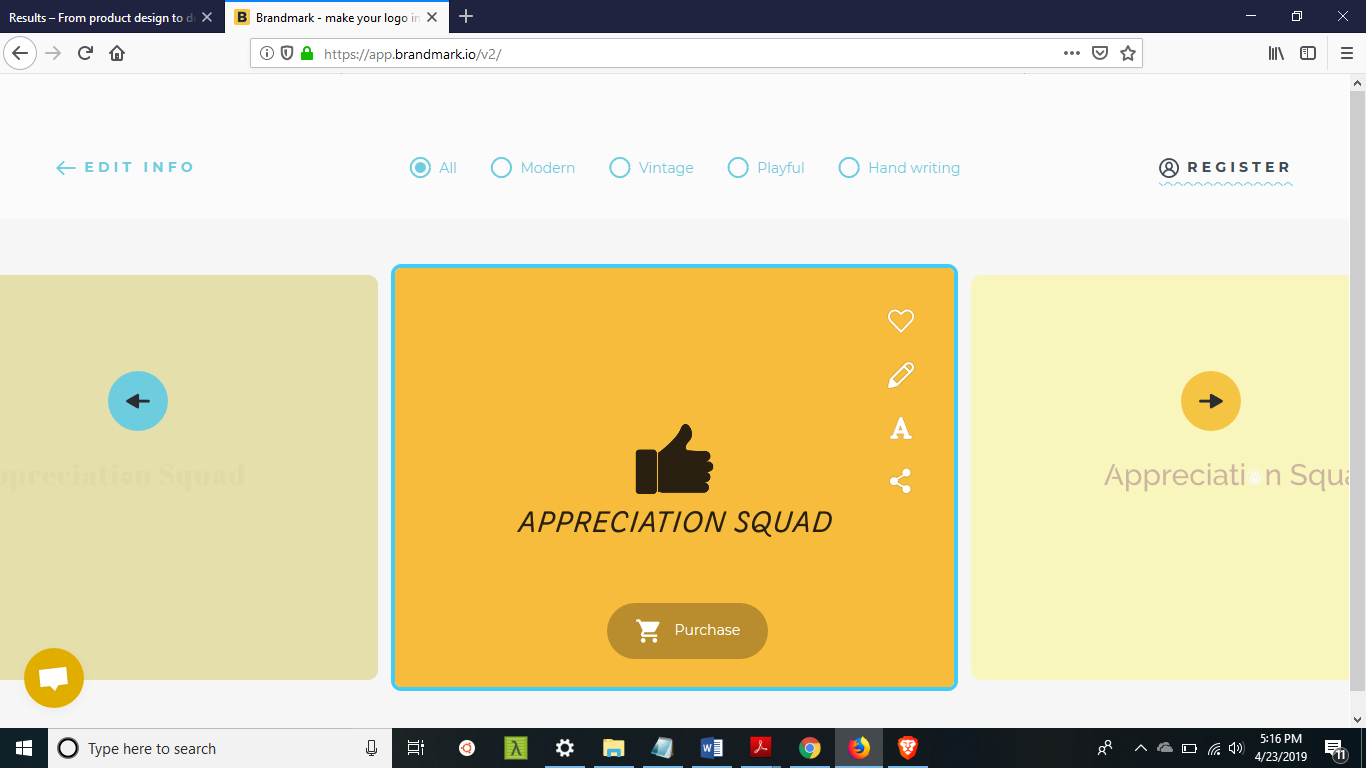 Results – From product design to d
B Brandmark - make your logo in
https://app.brandmark.io/v2/
EDIT INFO
All
Modern
Vintage
Playful
Hand writing
REGISTER
ppreciation Squad
APPRECIATION SQUAD
Appreciation Squa
A
Purchase
Type here to search
5:16 PM
4/23/2019
11